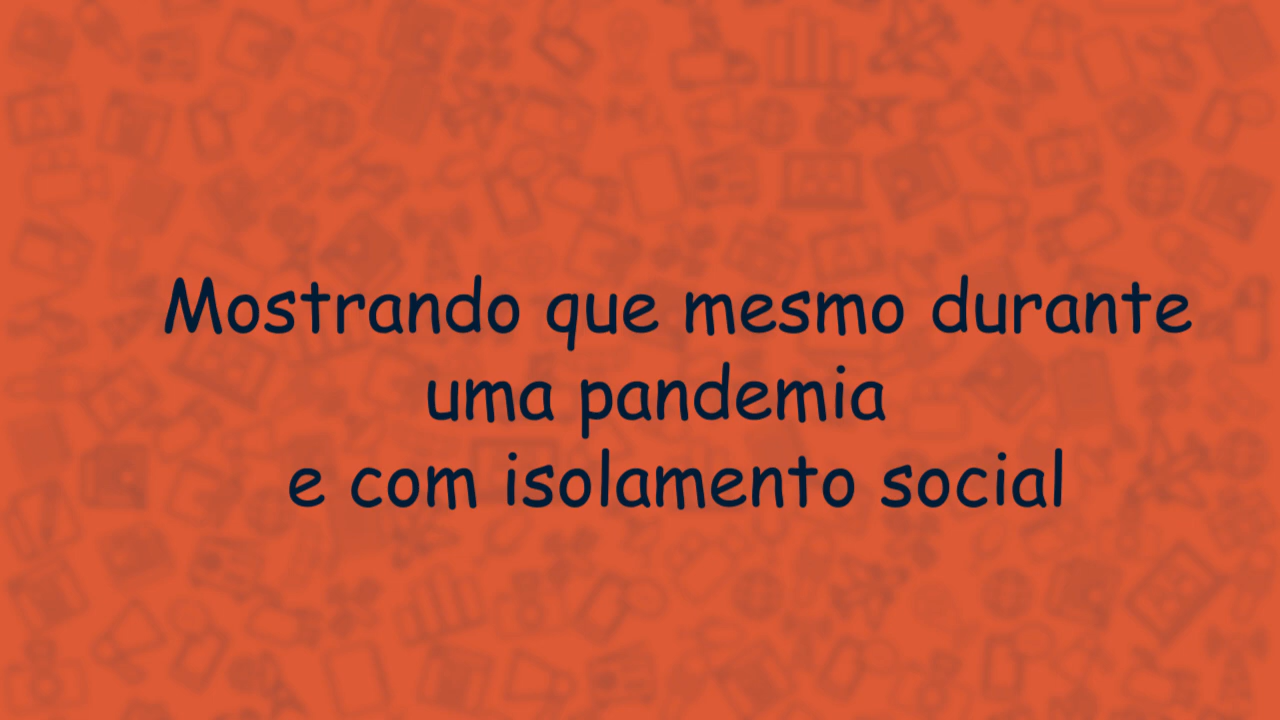 Mostrando que mesmo durante
uma pandemia
e com isolamento social